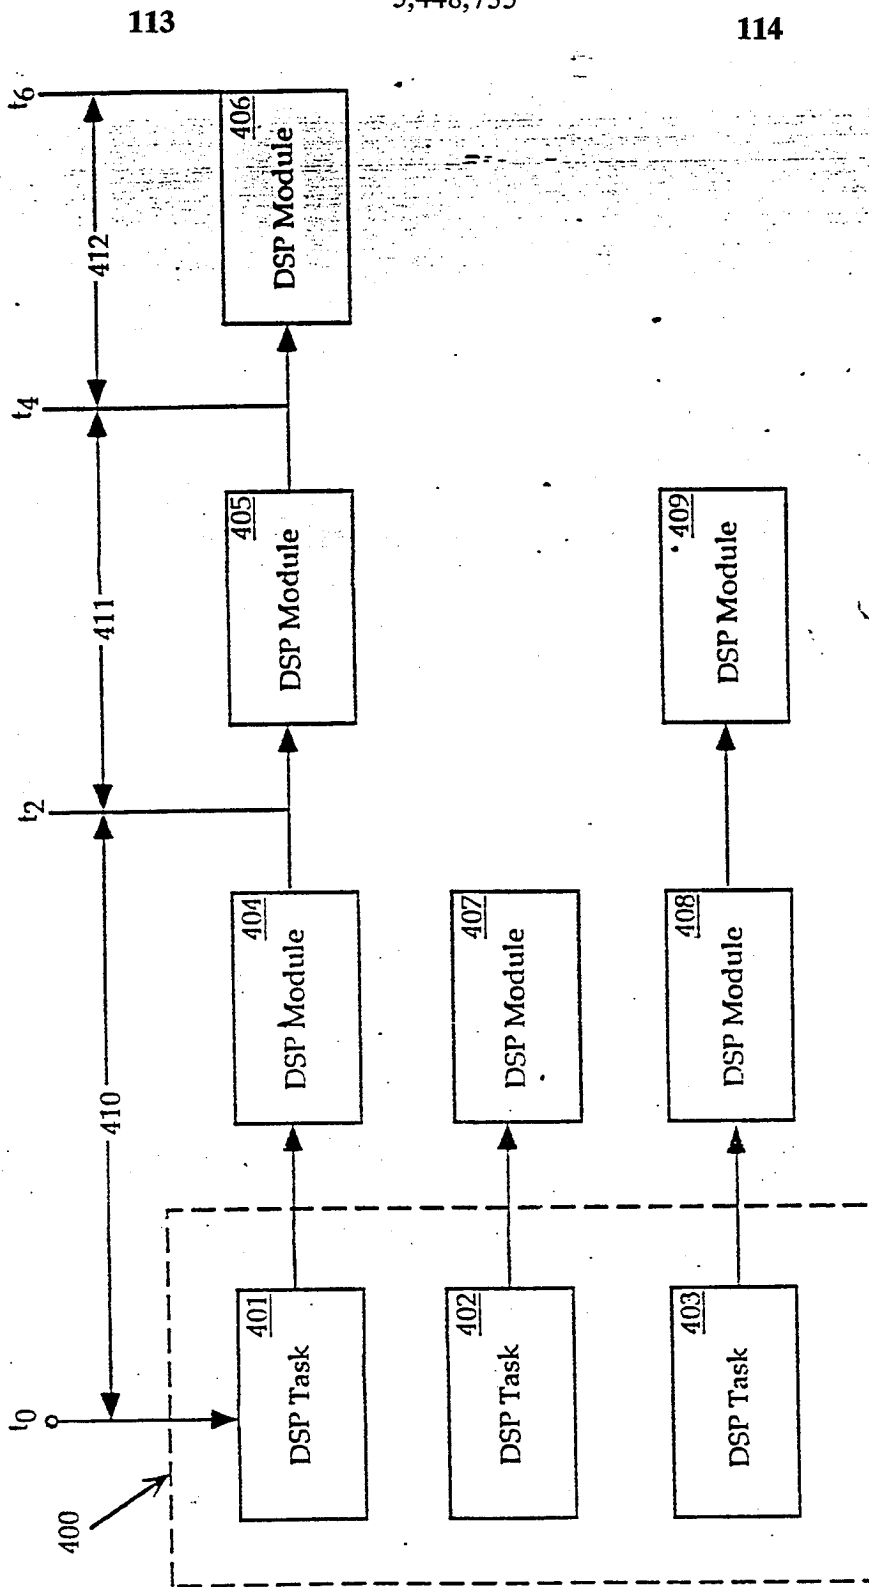 113
114
t0
t2
t4
t6
410
411
412
400
DSP Task 401
DSP Module 404
DSP Module 405
DSP Module 406
DSP Task 402
DSP Module 407
DSP Task 403
DSP Module 408
DSP Module 409